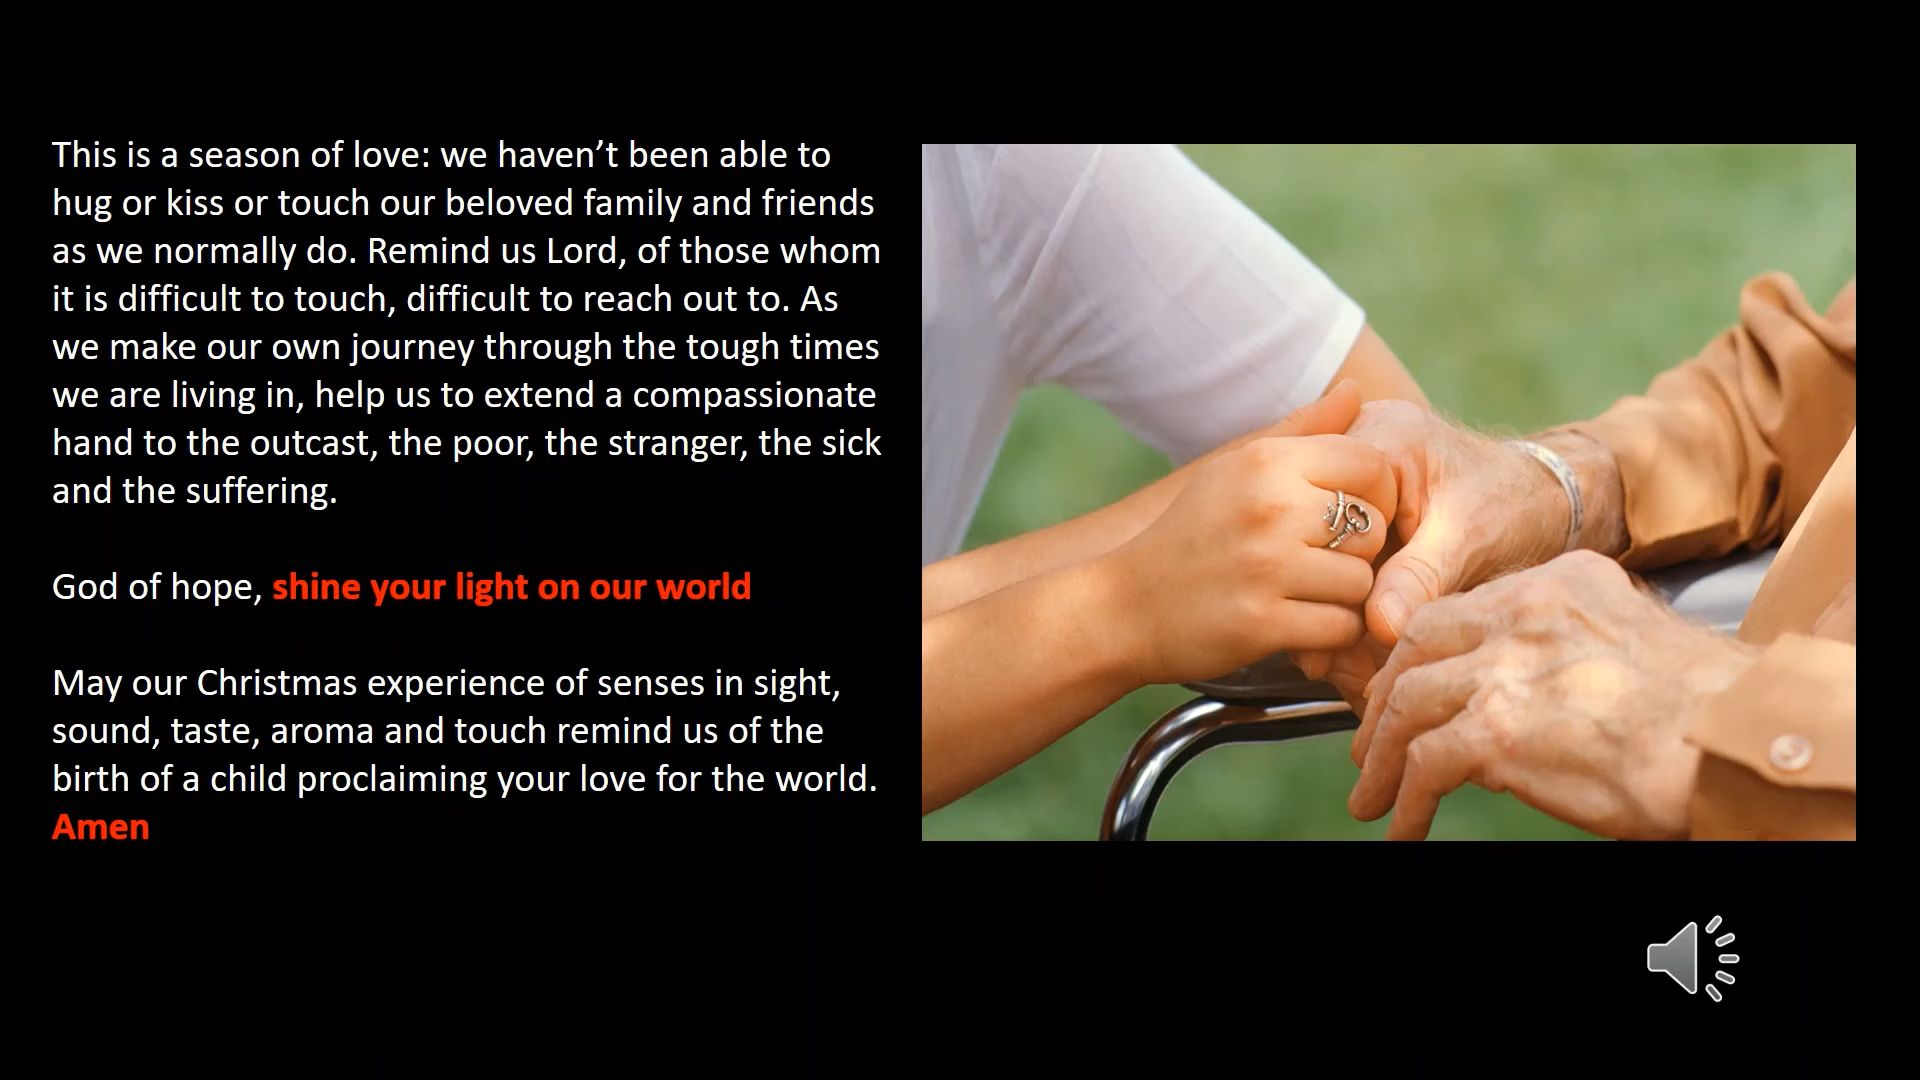 This is a season of love: we haven’t been able to
hug or kiss or touch our beloved family and friends
as we normally do. Remind us Lord, of those whom
it is difficult to touch, difficult to reach out to. As
we make our own journey through the tough times
we are living in, help us to extend a compassionate
hand to the outcast, the poor, the stranger, the sick
and the suffering.
God of hope, shine your light on our world
May our Christmas experience of senses in sight,
sound, taste, aroma and touch remind us of the
birth of a child proclaiming your love for the world.
Amen